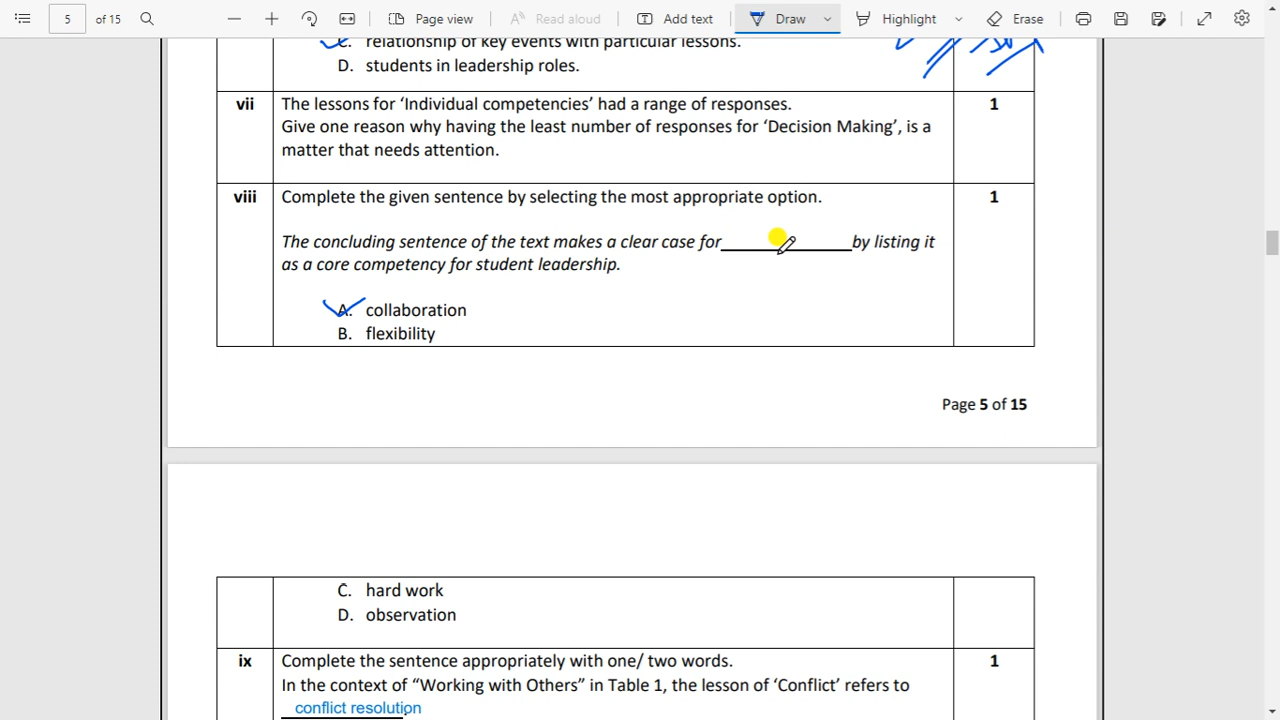 5 of 15 Page view Read aloud Add text Draw Highlight Erase
C. relationship of key events with particular lessons.
D. students in leadership roles.
vii The lessons for ‘Individual competencies’ had a range of responses. 1
Give one reason why having the least number of responses for ‘Decision Making’, is a
matter that needs attention.
viii Complete the given sentence by selecting the most appropriate option. 1
The concluding sentence of the text makes a clear case for______________by listing it
as a core competency for student leadership.
A. collaboration
B. flexibility
Page 5 of 15
C. hard work
D. observation
ix Complete the sentence appropriately with one/ two words. 1
In the context of “Working with Others” in Table 1, the lesson of ‘Conflict’ refers to
conflict resolution.